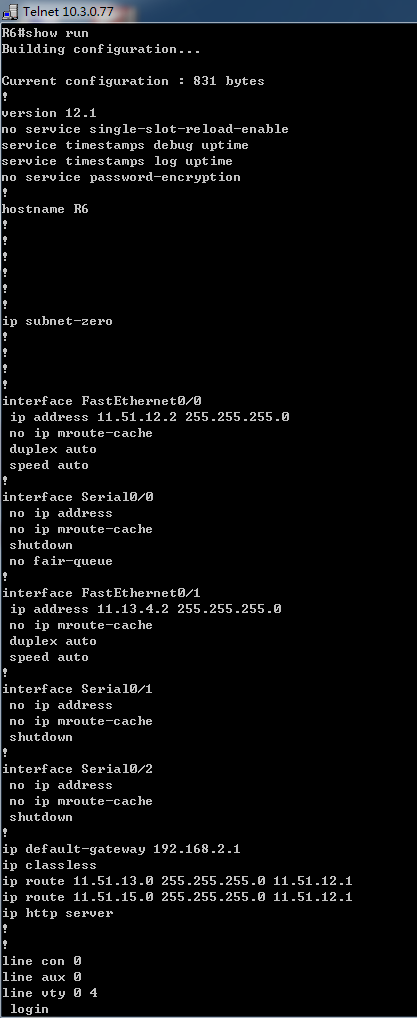 Telnet 10.3.0.77
R6#show run
Building configuration...
Current configuration : 831 bytes
!
version 12.1
no service single-slot-reload-enable
service timestamps debug uptime
service timestamps log uptime
no service password-encryption
!
hostname R6
!
!
!
!
!
!
ip subnet-zero
!
!
!
!
interface FastEthernet0/0
 ip address 11.51.12.2 255.255.255.0
 no ip mroute-cache
 duplex auto
 speed auto
!
interface Serial0/0
 no ip address
 no ip mroute-cache
 shutdown
 no fair-queue
!
interface FastEthernet0/1
 ip address 11.13.4.2 255.255.255.0
 no ip mroute-cache
 duplex auto
 speed auto
!
interface Serial0/1
 no ip address
 no ip mroute-cache
 shutdown
!
interface Serial0/2
 no ip address
 no ip mroute-cache
 shutdown
!
ip default-gateway 192.168.2.1
ip classless
ip route 11.51.13.0 255.255.255.0 11.51.12.1
ip route 11.51.15.0 255.255.255.0 11.51.12.1
ip http server
!
!
line con 0
line aux 0
line vty 0 4
 login